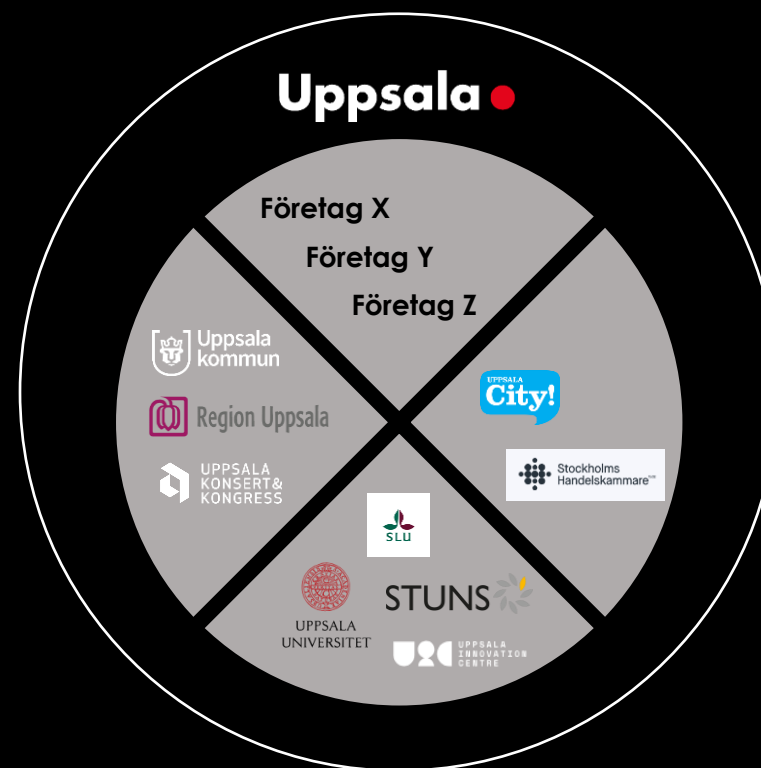 Uppsala
Företag X
Företag Y
Företag Z
Uppsala
kommun
Region Uppsala
UPPSALA
KONSERT&
KONGRESS
UPPSALA
City!
Stockholms
Handelskammare
SLU
UPPSALA
UNIVERSITET
STUNS
UIC
UPPSALA
INNOVATION
CENTRE